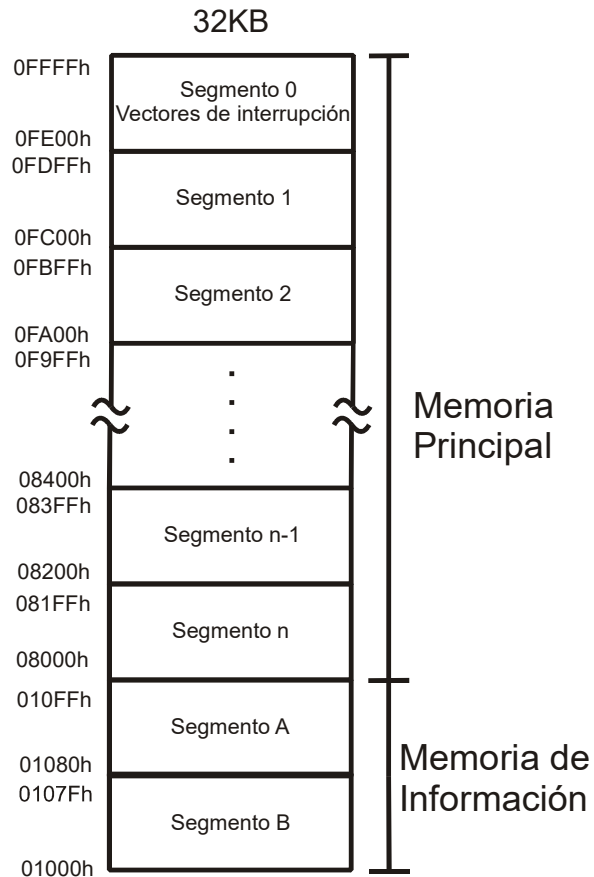 32KB
0FFFFh
Segmento 0
Vectores de interrupción
0FE00h
0FDFFh
Segmento 1
0FC00h
0FBFFh
Segmento 2
0FA00h
0F9FFh
Memoria
Principal
08400h
083FFh
Segmento n-1
08200h
081FFh
Segmento n
08000h
010FFh
Segmento A
01080h
0107Fh
Memoria de
Información
Segmento B
01000h